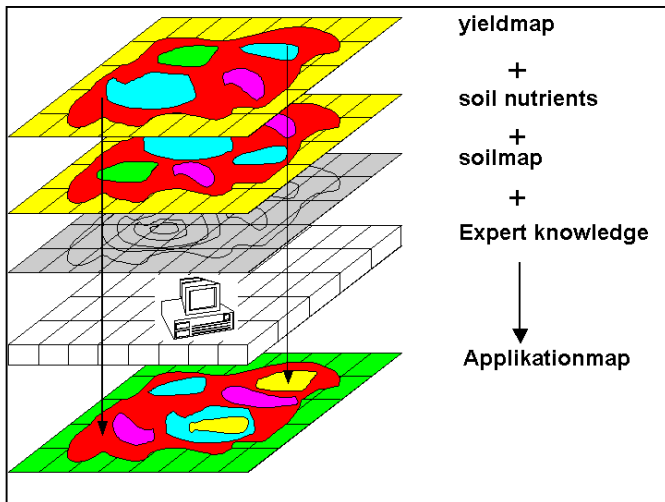 yieldmap
+
soil nutrients
+
soilmap
+
Expert knowledge
Applikationmap